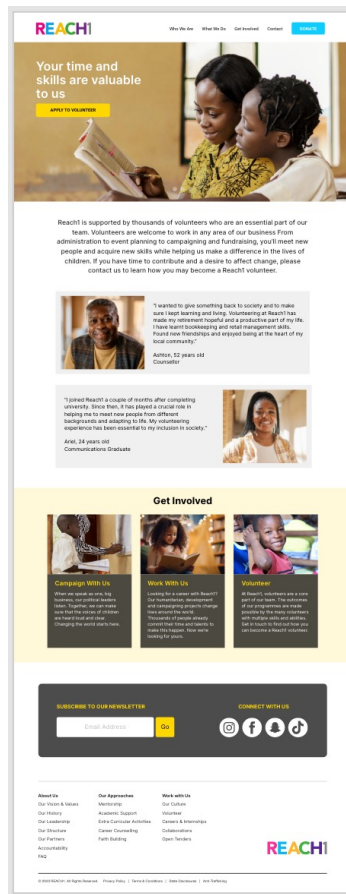 REACH1
Who We Are What We Do Get Involved Contact DONATE
Your time and
skills are valuable
to us
APPLY TO VOLUNTEER
Reach1 is supported by thousands of volunteers who are an essential part of our
team. Volunteers are welcome to work in any area of our business From
administration to event planning to campaigning and fundraising, you'll meet new
people and acquire new skills while helping us make a difference in the lives of
children. If you have time to contribute and a desire to affect change, please
contact us to learn how you may become a Reach1 volunteer.
"I wanted to give something back to society and to make
sure I kept learning and living. Volunteering at Reach1 has
made my retirement hopeful and a productive part of my life.
I have learnt bookkeeping and retail management skills.
Found new friendships and enjoyed being at the heart of my
local community."
Ashton, 52 years old
Counsellor
"I joined Reach1 a couple of months after completing
university. Since then, it has played a crucial role in
helping me to meet new people from different
backgrounds and adapting to life. My volunteering
experience has been essential to my inclusion in society."
Ariel, 24 years old
Communications Graduate
Get Involved
Campaign With Us
When we speak as one, big
business, our political leaders
listen. Together, we can make
sure that the voices of children
are heard loud and clear.
Changing the world starts here.
Work With Us
Looking for a career with Reach1?
Our humanitarian, development
and campaigning projects change
lives around the world.
Thousands of people already
commit their time and talents to
make this happen. Now we're
looking for yours.
Volunteer
At Reach1, volunteers are a core
part of our team. The outcomes
of our programmes are made
possible by the many volunteers
with multiple skills and abilities.
Get in touch to find out how you
can become a Reach1 volunteer.
SUBSCRIBE TO OUR NEWSLETTER
Email Address Go
CONNECT WITH US
About Us
Our Vision & Values
Our History
Our Leadership
Our Structure
Our Partners
Accountability
FAQ
Our Approaches
Mentorship
Academic Support
Extra Curricular Activities
Career Counselling
Faith Building
Work with Us
Our Culture
Volunteer
Careers & Internships
Collaborations
Open Tenders
REACH1
REACH1. All Rights Reserved. Privacy Policy | Terms & Conditions | State Disclosures | Anti-Trafficking